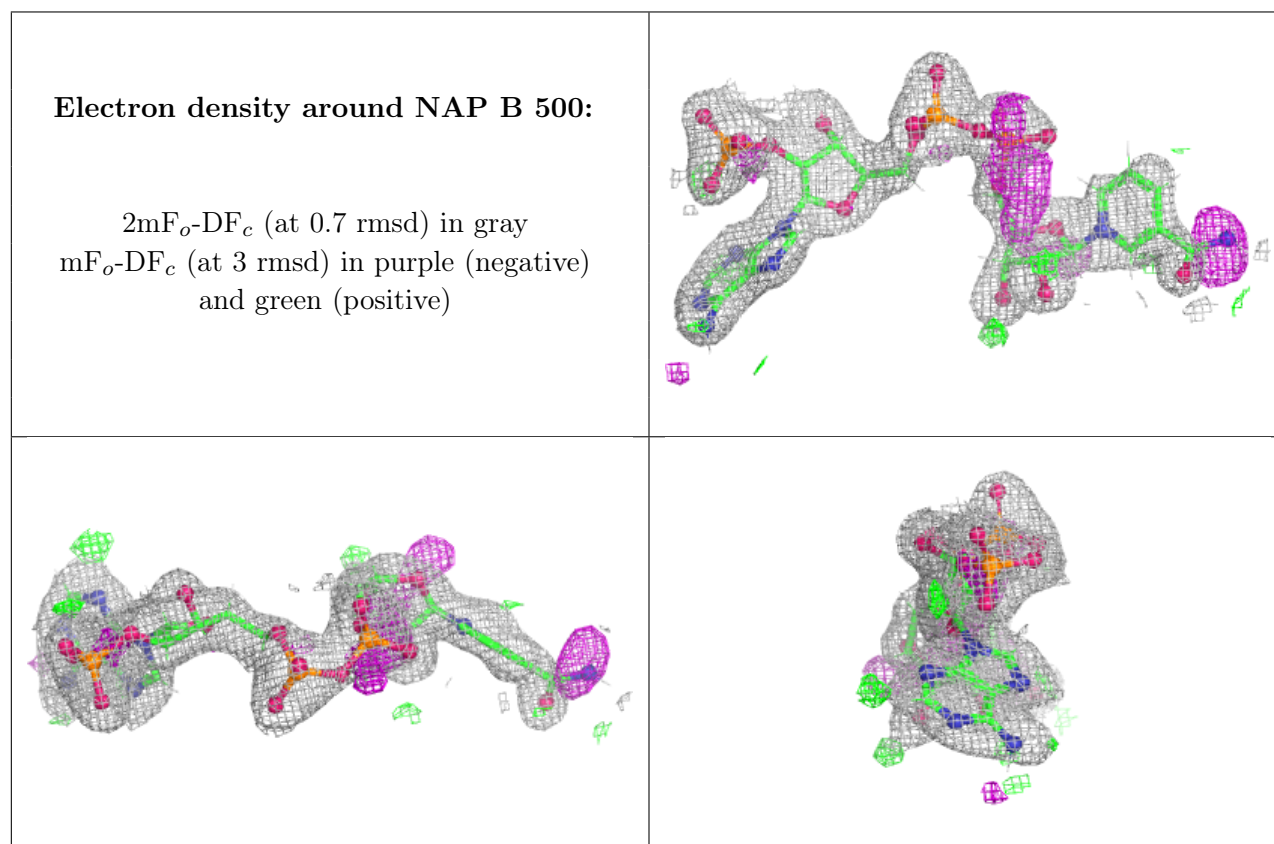 Electron density around NAP B 500:
2mFo-DFc (at 0.7 rmsd) in gray
mFo-DFc (at 3 rmsd) in purple (negative)
and green (positive)